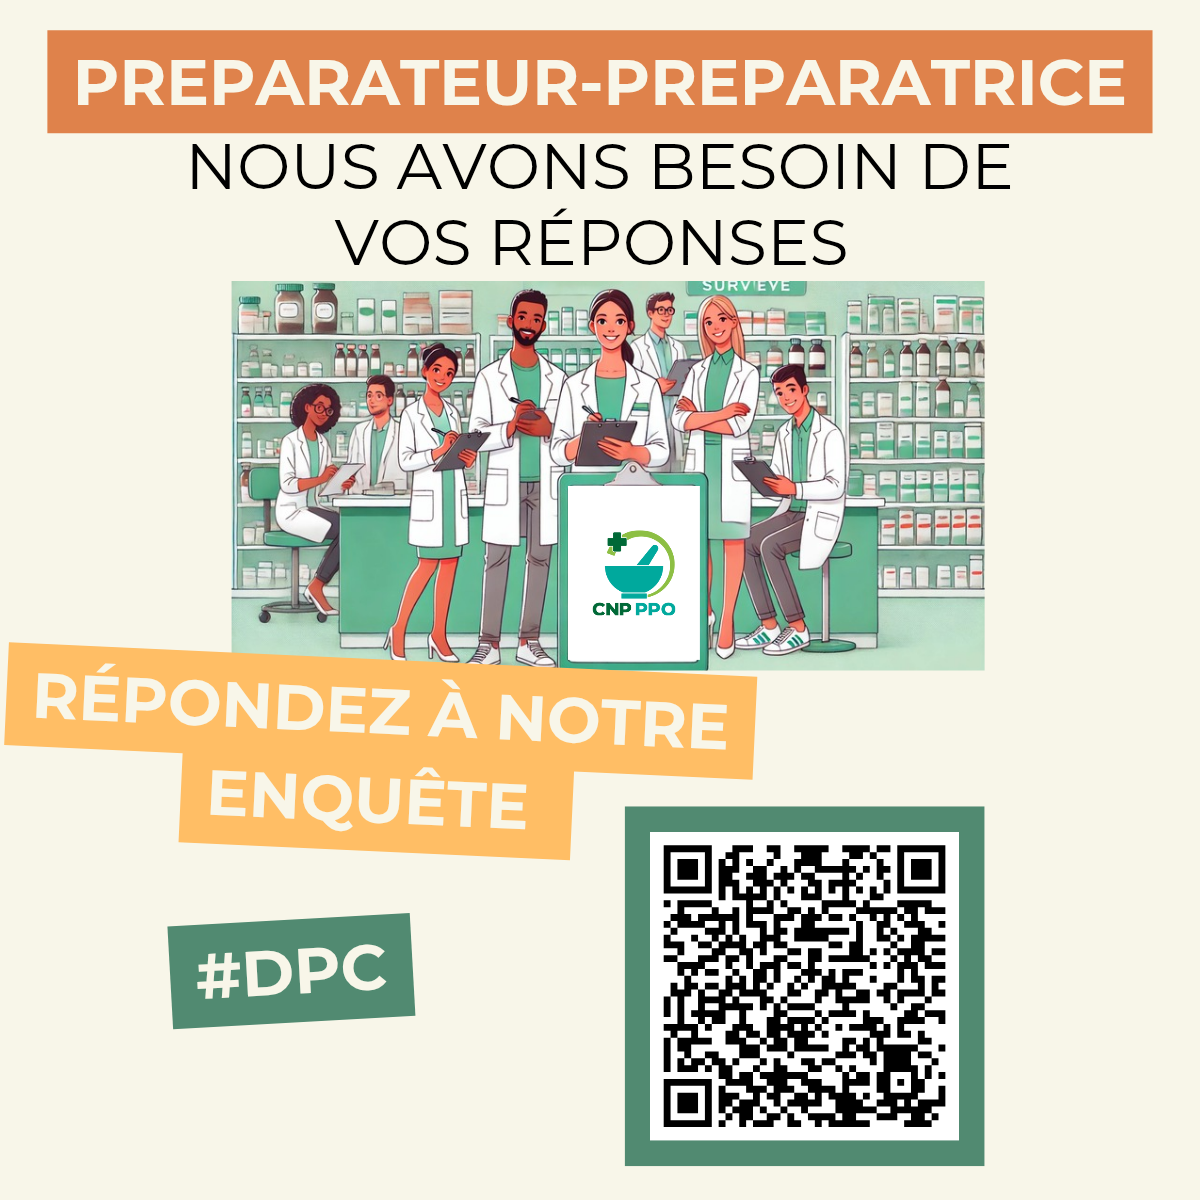 PREPARATEUR-PREPARATRICE
NOUS AVONS BESOIN DE
VOS RÉPONSES
SURV'EVE
CNP PPO
RÉPONDEZ À NOTRE
ENQUÊTE
#DPC